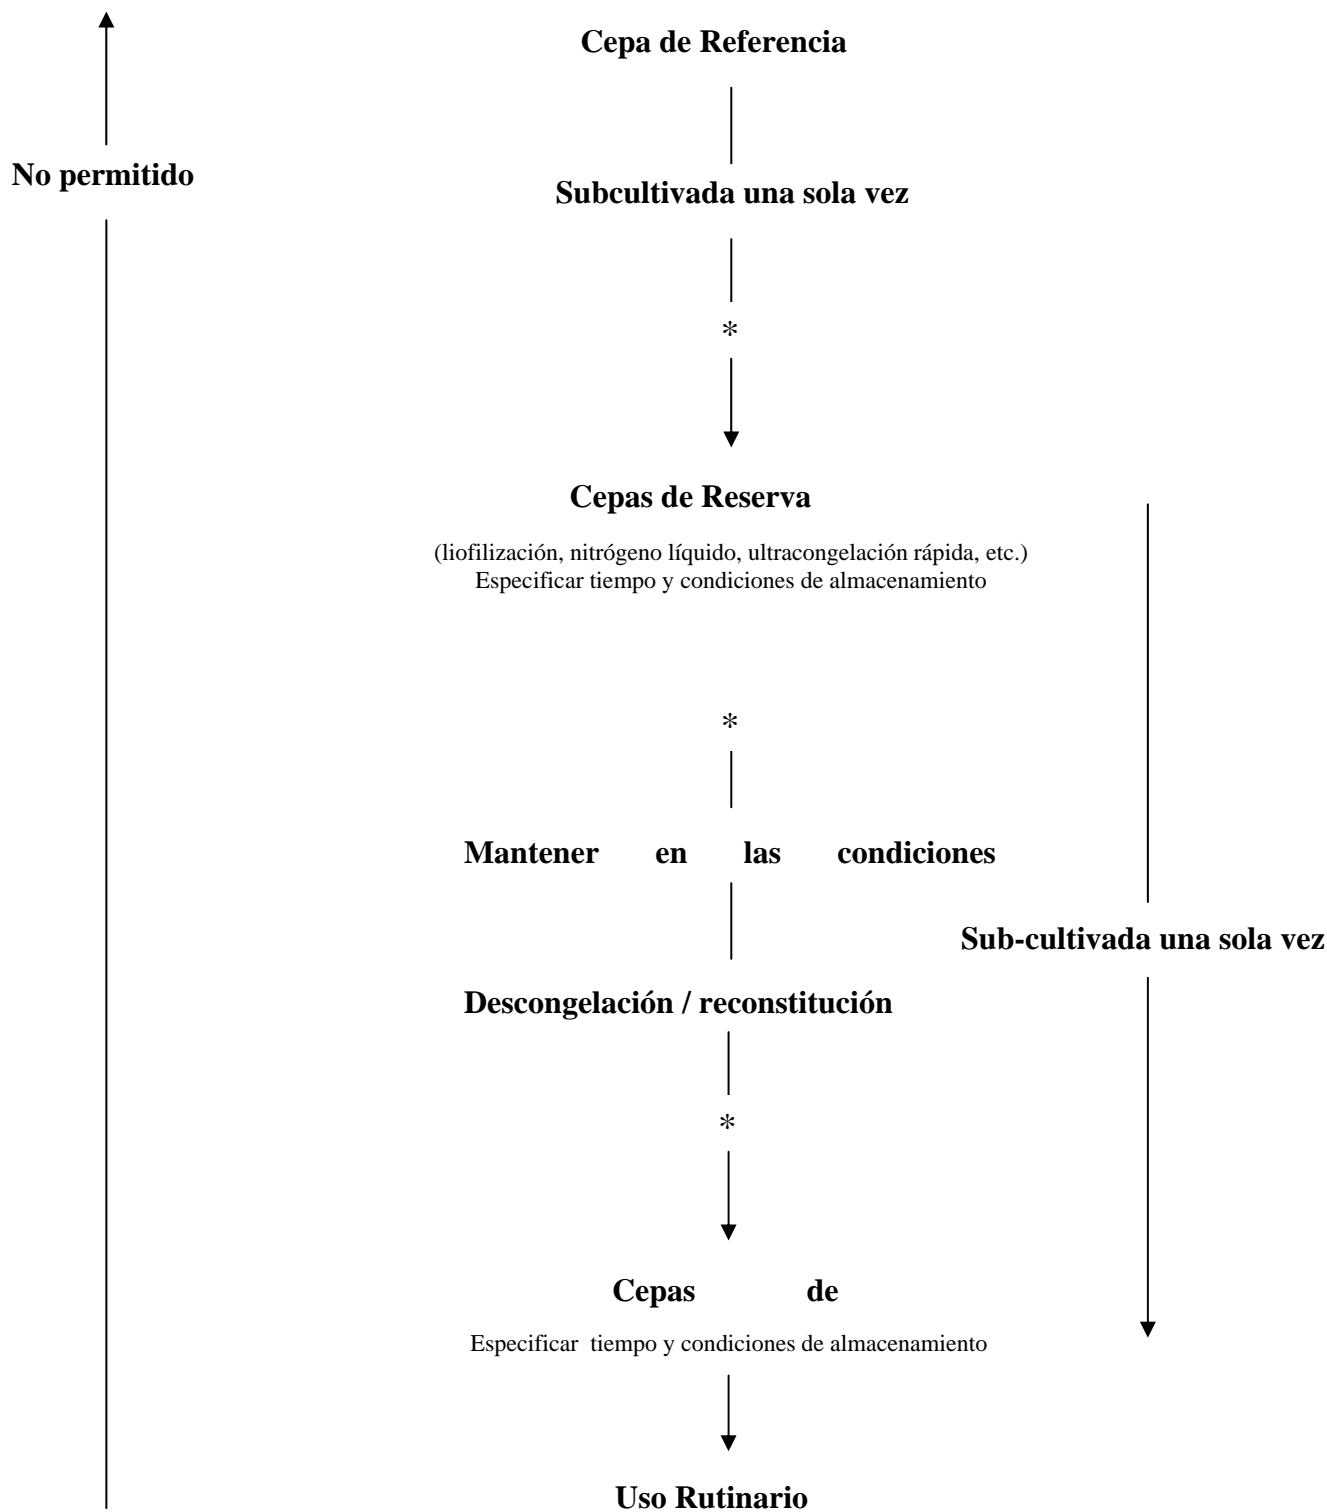 Cepa de Referencia
No permitido
Subcultivada una sola vez
*
Cepas de Reserva
(liofilización, nitrógeno líquido, ultracongelación rápida, etc.)
Especificar tiempo y condiciones de almacenamiento
*
Mantener en las condiciones
Sub-cultivada una sola vez
Descongelación / reconstitución
*
Cepas de
Especificar tiempo y condiciones de almacenamiento
Uso Rutinario